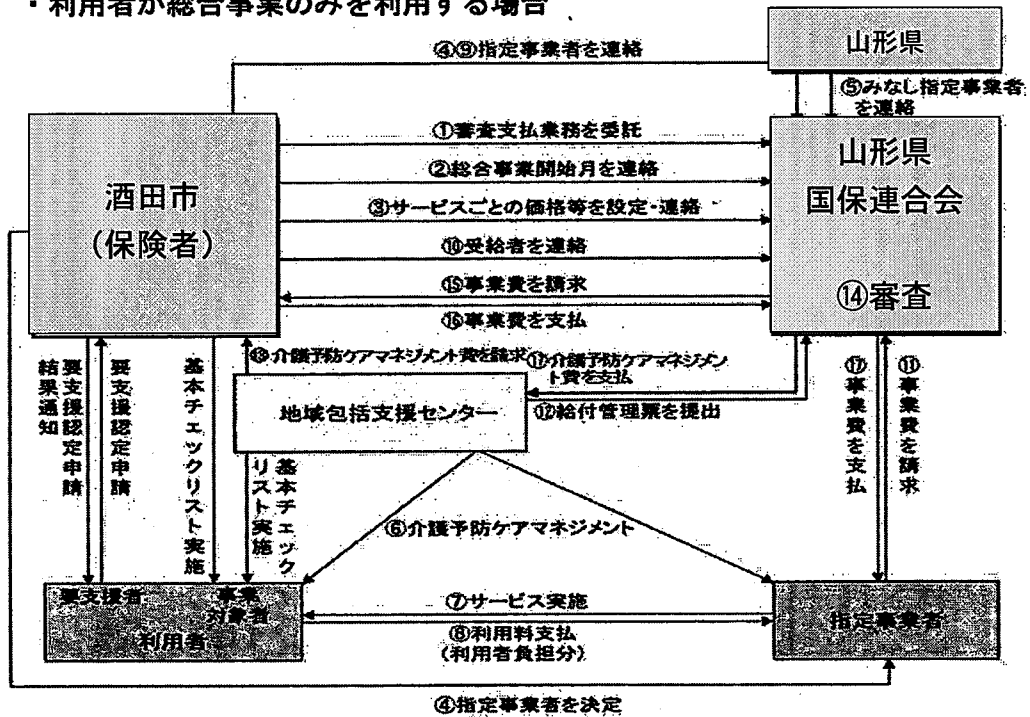 ・利用者が総合事業のみを利用する場合
④⑨指定事業者を連絡
山形県
⑤みなし指定事業者
を連絡
酒田市
(保険者)
①審査支払業務を委託
②総合事業開始月を連絡
③サービスごとの価格等を設定・連絡
⑩受給者を連絡
⑮事業費を請求
⑯事業費を支払
山形県
国保連合会
⑭審査
要支援認定申請
結果通知
要支援認定申請
基本チェックリスト実施
⑬介護予防ケアマネジメント費を請求
⑰介護予防ケアマネジメン
ト費を支払
地域包括支援センター
⑫給付管理票を提出
⑰事業費を支払
⑪事業費を請求
基本チェック
リスト実施
⑥介護予防ケアマネジメント
要支援者
事業
対象者
利用者
⑦サービス実施
⑧利用料支払
(利用者負担分)
指定事業者
④指定事業者を決定